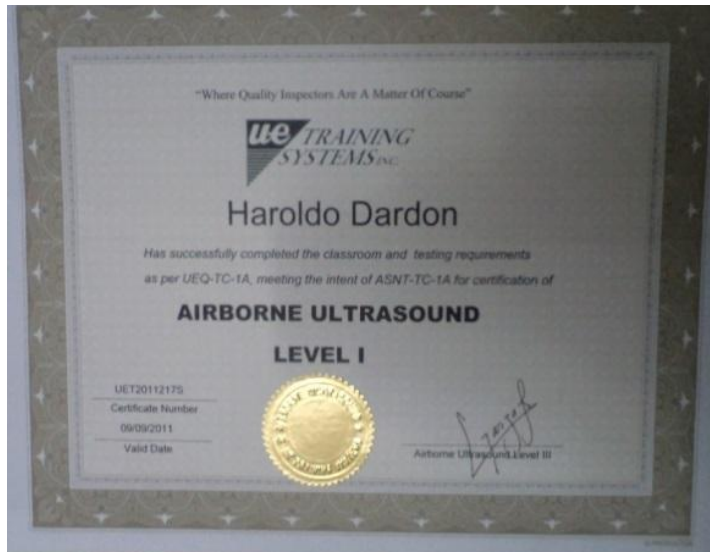 "Where Quality Inspectors Are A Matter Of Course"
ue TRAINING
SYSTEMS INC.
Haroldo Dardon
Has successfully completed the classroom and testing requirements
as per UEQ-TC-1A, meeting the intent of ASNT-TC-1A for certification of
AIRBORNE ULTRASOUND
LEVEL I
Certificate Number
09/09/2011
Valid Date
Airborne Ultrasound Level III